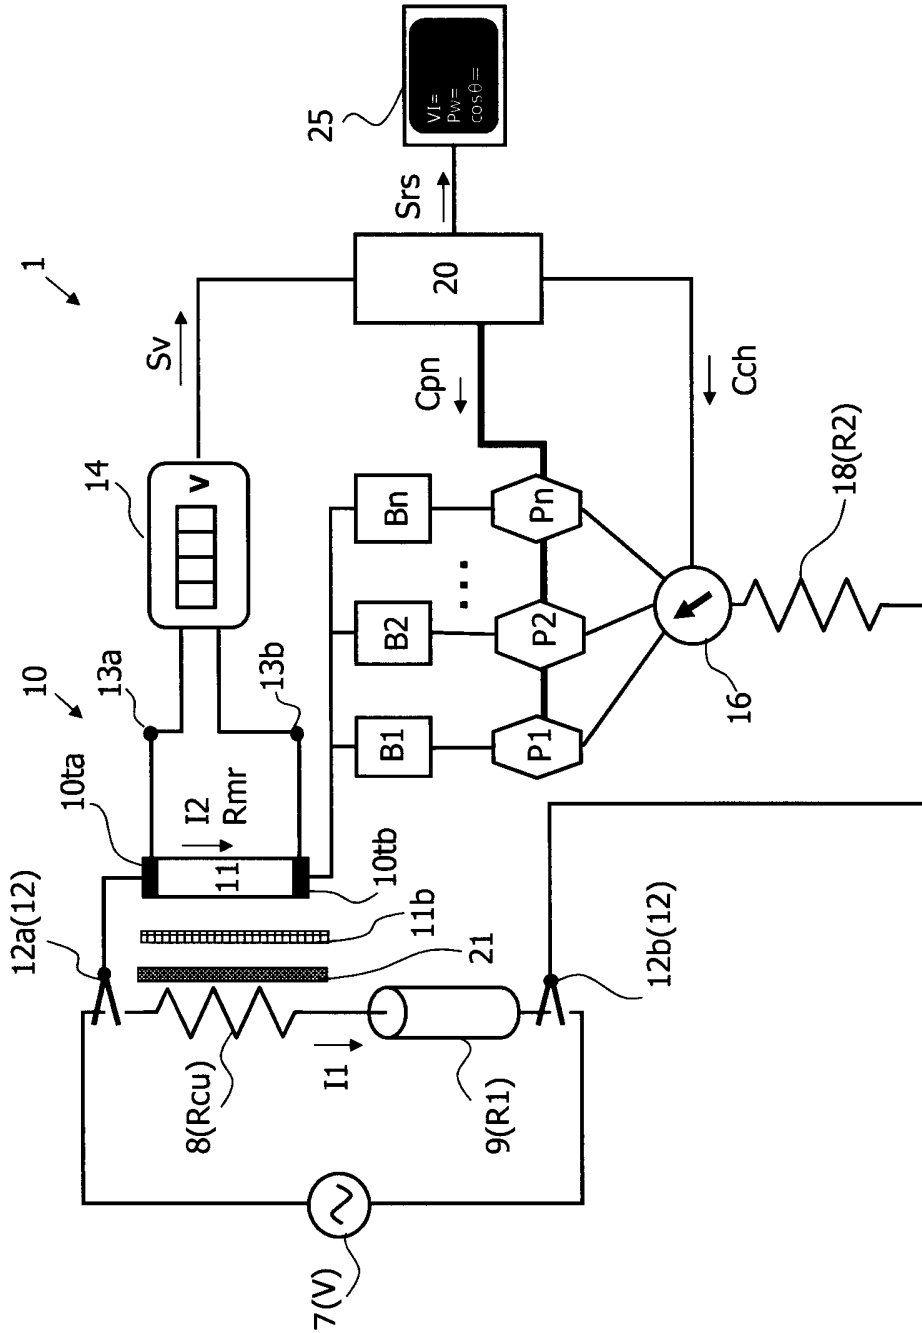 1
25
VI=
Pw=
cosθ=
Srs
20
Sv
Cpn
Cch
14
V
Bn
B2
B1
Pn
P2
P1
18(R2)
16
10
13a
13b
10ta
I2
Rmr
11
10tb
11b
21
12a(12)
12b(12)
8(Rcu)
I1
9(R1)
7(V)